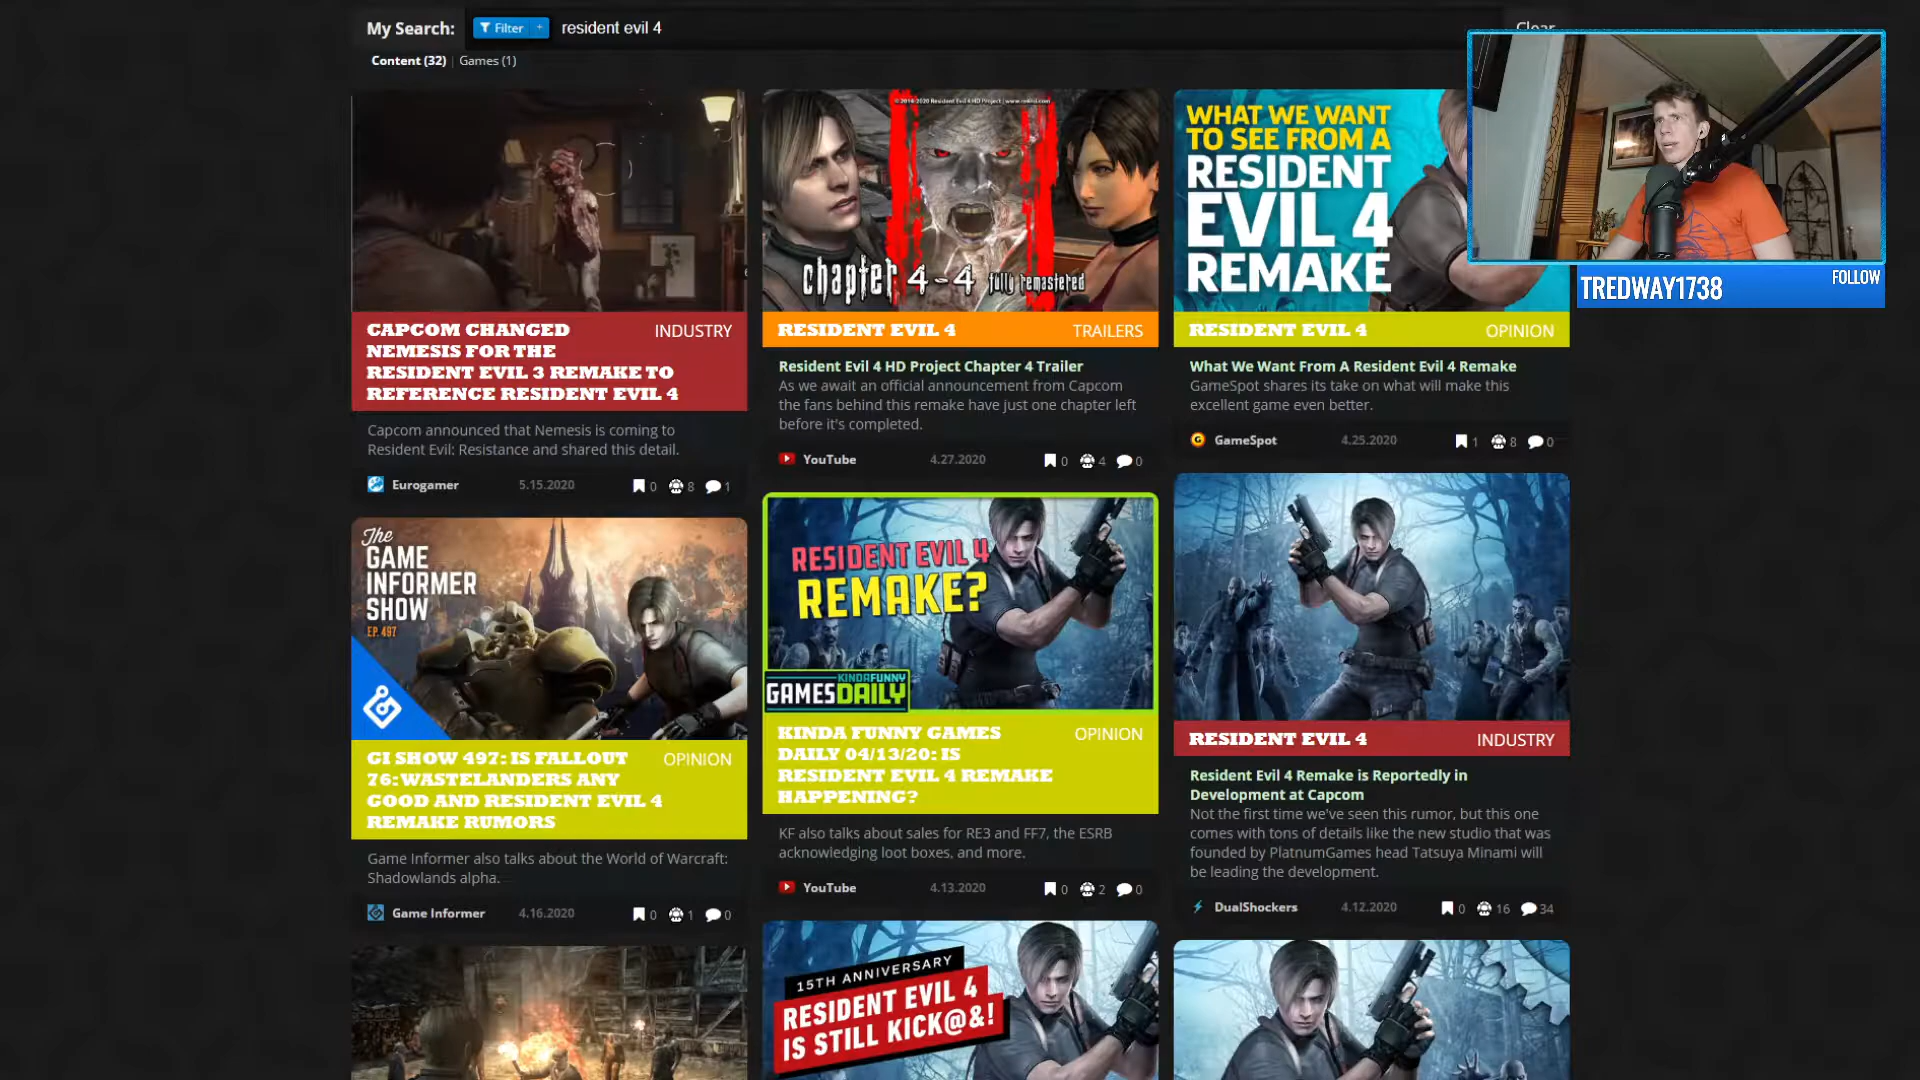 My Search:
Filter +
resident evil 4
Content (32) | Games (1)
© 2014-2020 Resident Evil 4 HD Project | www.re4hd.com
chapter 4-4 fully remastered
WHAT WE WANT
TO SEE FROM A
RESIDENT
EVIL 4
REMAKE
TREDWAY1738
FOLLOW
CAPCOM CHANGED
NEMESIS FOR THE
RESIDENT EVIL 3 REMAKE TO
REFERENCE RESIDENT EVIL 4
INDUSTRY
Capcom announced that Nemesis is coming to
Resident Evil: Resistance and shared this detail.
Eurogamer 5.15.2020 0 8 1
RESIDENT EVIL 4 TRAILERS
Resident Evil 4 HD Project Chapter 4 Trailer
As we await an official announcement from Capcom
the fans behind this remake have just one chapter left
before it's completed.
YouTube 4.27.2020 0 4 0
RESIDENT EVIL 4 OPINION
What We Want From A Resident Evil 4 Remake
GameSpot shares its take on what will make this
excellent game even better.
GameSpot 4.25.2020 1 8 0
The
GAME
INFORMER
SHOW
EP. 497
GI SHOW 497: IS FALLOUT
76: WASTELANDERS ANY
GOOD AND RESIDENT EVIL 4
REMAKE RUMORS
OPINION
Game Informer also talks about the World of Warcraft:
Shadowlands alpha.
Game Informer 4.16.2020 0 1 0
RESIDENT EVIL 4
REMAKE?
KINDAFUNNY
GAMESDAILY
KINDA FUNNY GAMES
DAILY 04/13/20: IS
RESIDENT EVIL 4 REMAKE
HAPPENING?
OPINION
KF also talks about sales for RE3 and FF7, the ESRB
acknowledging loot boxes, and more.
YouTube 4.13.2020 0 2 0
RESIDENT EVIL 4 INDUSTRY
Resident Evil 4 Remake is Reportedly in
Development at Capcom
Not the first time we've seen this rumor, but this one
comes with tons of details like the new studio that was
founded by PlatnumGames head Tatsuya Minami will
be leading the development.
DualShockers 4.12.2020 0 16 34
15TH ANNIVERSARY
RESIDENT EVIL 4
IS STILL KICK@&!